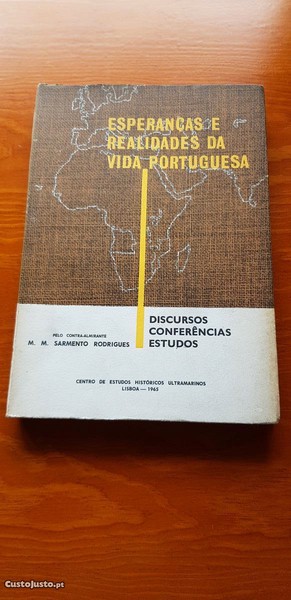 ESPERANÇAS E
REALIDADES DA
VIDA PORTUGUESA
DISCURSOS
CONFERÊNCIAS
ESTUDOS
PELO CONTRA-ALMIRANTE
M. M. SARMENTO RODRIGUES
CENTRO DE ESTUDOS HISTÓRICOS ULTRAMARINOS
LISBOA — 1965
CustoJusto.pt